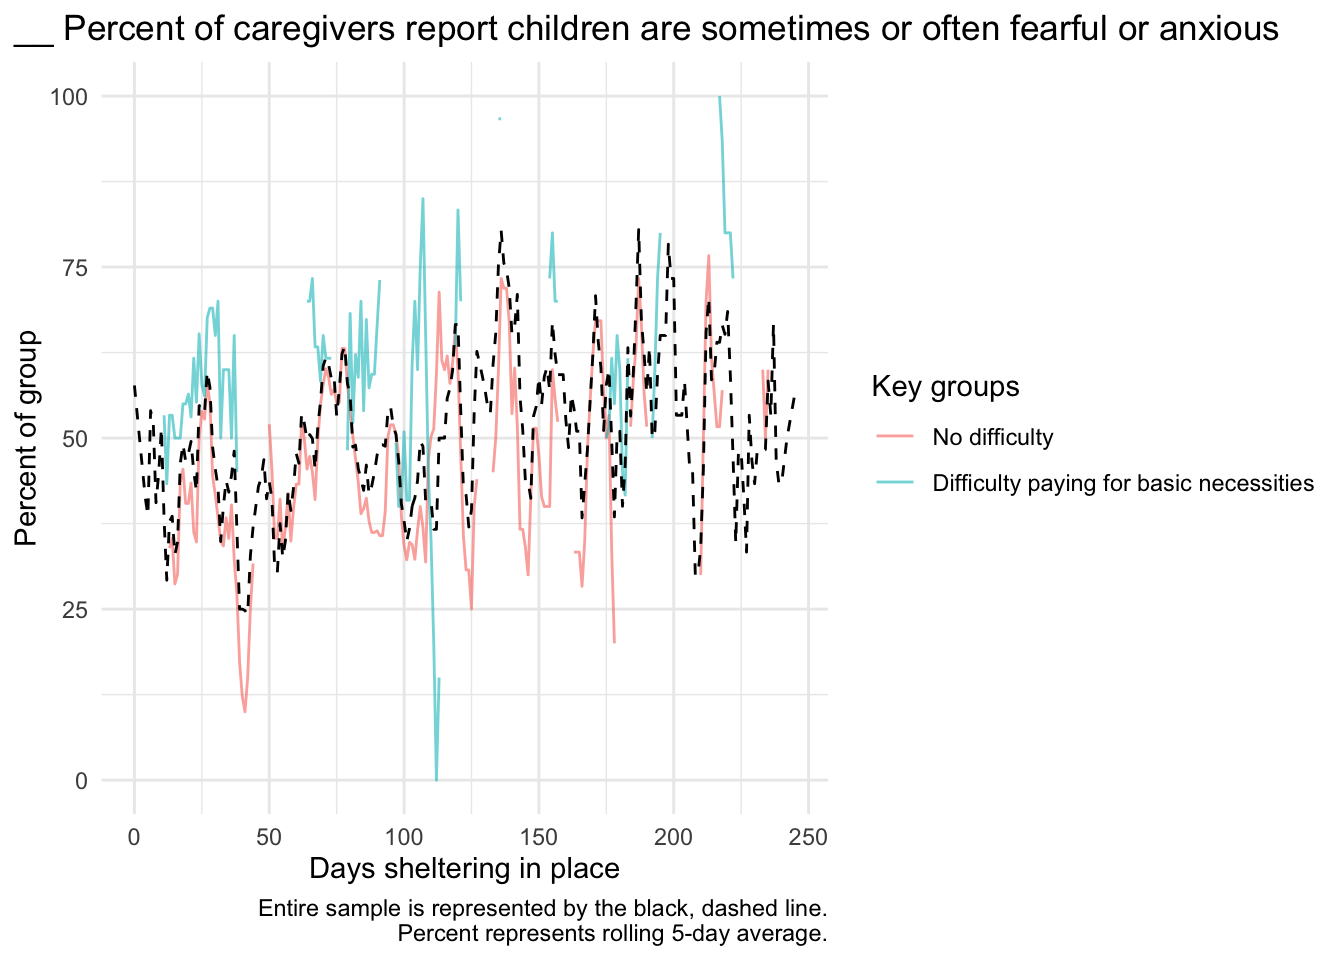 __ Percent of caregivers report children are sometimes or often fearful or anxious
100
75
50
25
0
Percent of group
0 50 100 150 200 250
Days sheltering in place
Key groups
No difficulty
Difficulty paying for basic necessities
Entire sample is represented by the black, dashed line.
Percent represents rolling 5-day average.